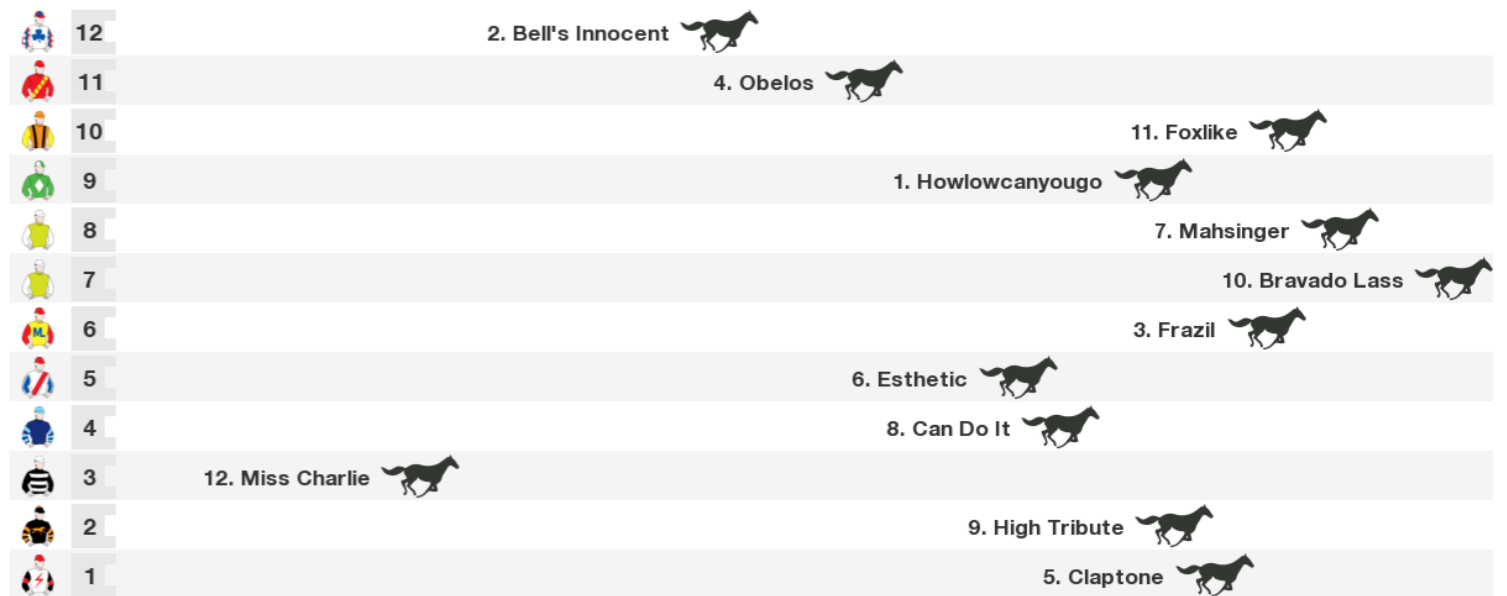 12 2. Bell's Innocent
11 4. Obelos
10 11. Foxlike
9 1. Howlowcanyougo
8 7. Mahsinger
7 10. Bravado Lass
ML 6 3. Frazil
5 6. Esthetic
4 8. Can Do It
3 12. Miss Charlie
2 9. High Tribute
1 5. Claptone